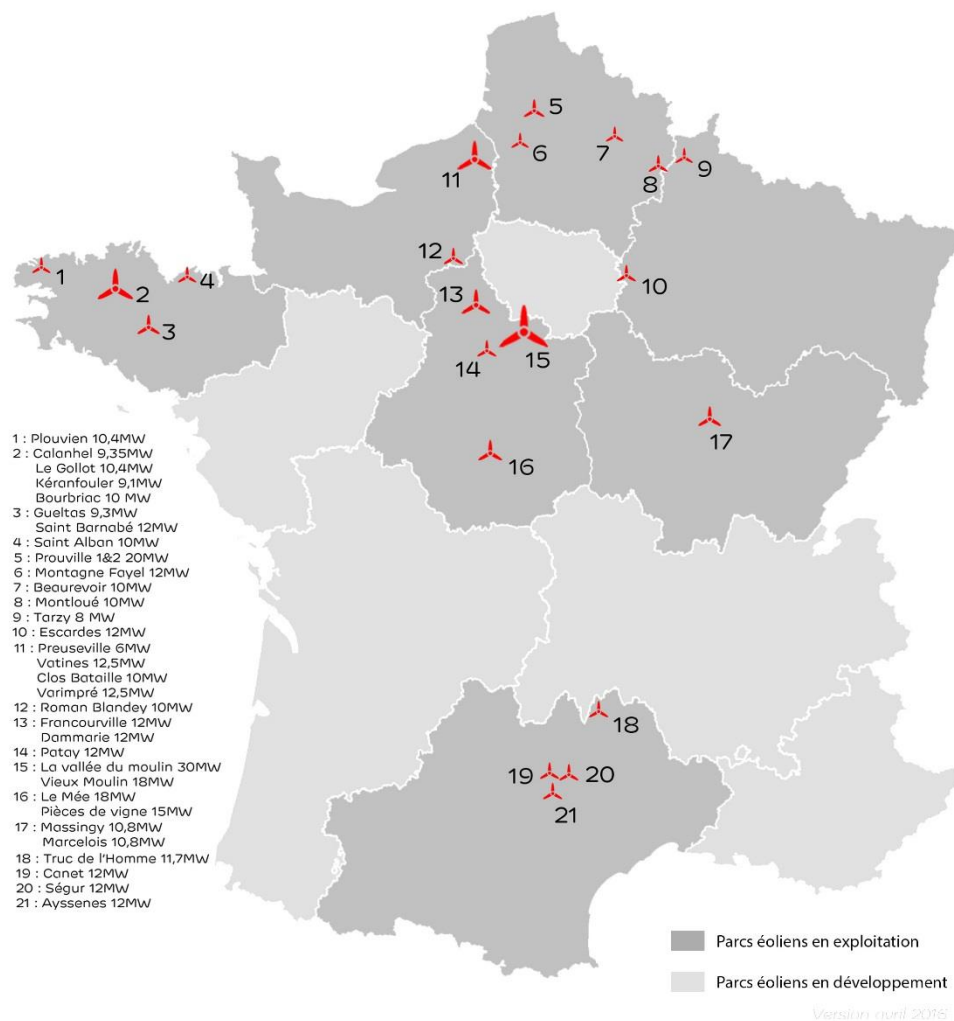 5
6
7
8
9
11
12
10
1
2
4
3
13
14
15
17
16
1 : Plouvien 10,4MW
2 : Calanhel 9,35MW
Le Gollot 10,4MW
Kéranfouler 9,1MW
Bourbriac 10 MW
3 : Gueltas 9,3MW
Saint Barnabé 12MW
4 : Saint Alban 10MW
5 : Prouville 1&2 20MW
6 : Montagne Fayel 12MW
7 : Beaurevoir 10MW
8 : Montloué 10MW
9 : Tarzy 8 MW
10 : Escardes 12MW
11 : Preuseville 6MW
Vatines 12,5MW
Clos Bataille 10MW
Varimpré 12,5MW
12 : Roman Blandey 10MW
13 : Francourville 12MW
Dammarie 12MW
14 : Patay 12MW
15 : La vallée du moulin 30MW
Vieux Moulin 18MW
16 : Le Mée 18MW
Pièces de vigne 15MW
17 : Massingy 10,8MW
Marcelois 10,8MW
18 : Truc de l'Homme 11,7MW
19 : Canet 12MW
20 : Ségur 12MW
21 : Ayssenes 12MW
18
19
20
21
Parcs éoliens en exploitation
Parcs éoliens en développement
Version avril 2018